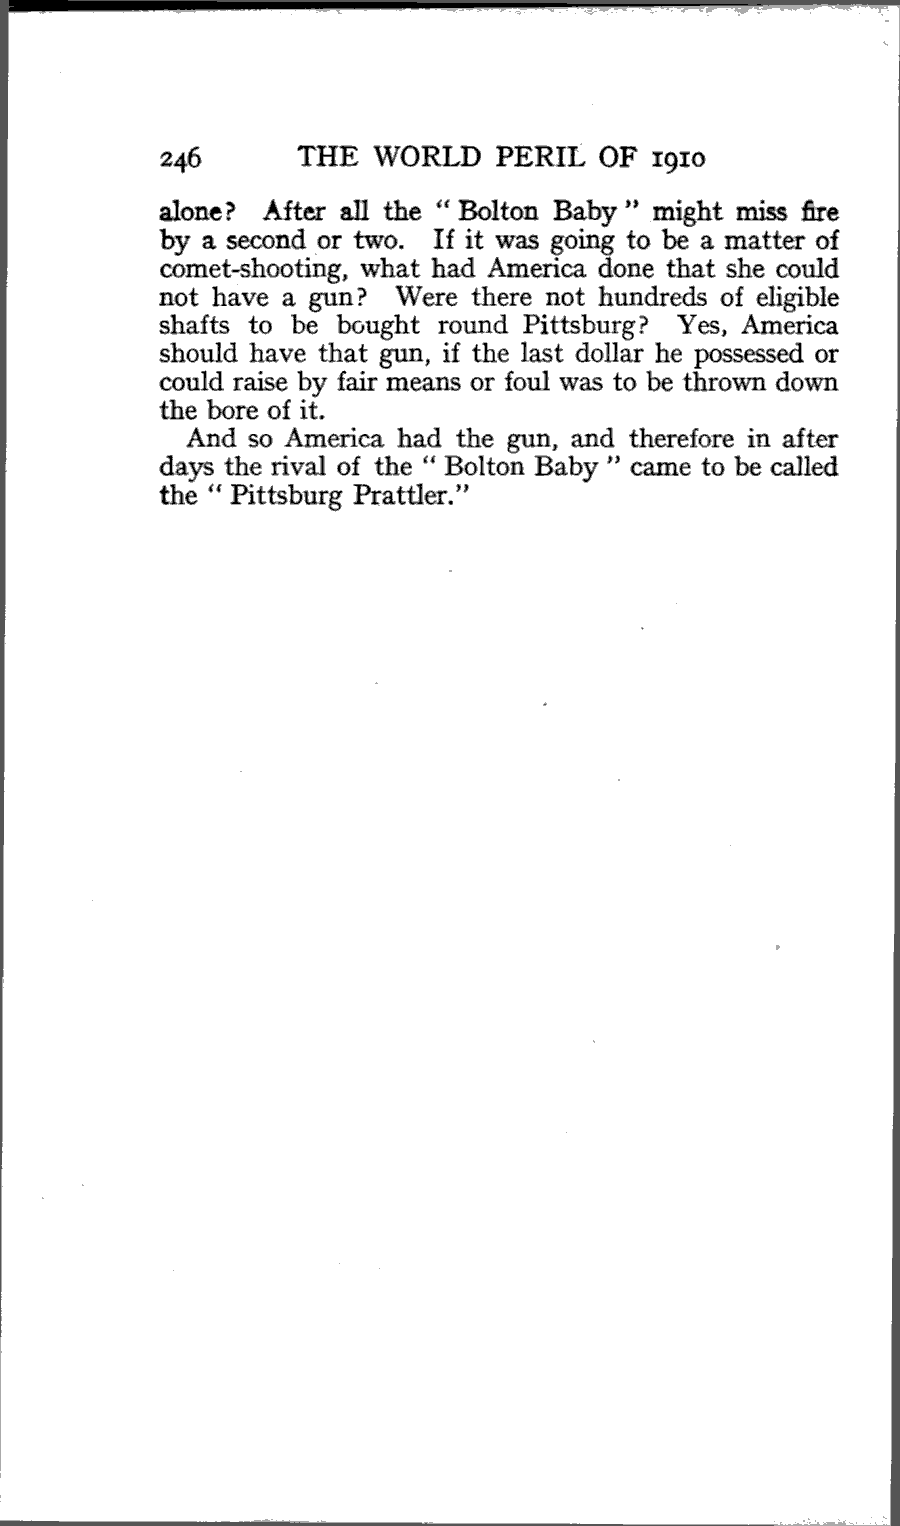 246 THE WORLD PERIL OF 1910
alone? After all the “ Bolton Baby ” might miss fire
by a second or two. If it was going to be a matter of
comet-shooting, what had America done that she could
not have a gun? Were there not hundreds of eligible
shafts to be bought round Pittsburg? Yes, America
should have that gun, if the last dollar he possessed or
could raise by fair means or foul was to be thrown down
the bore of it.
And so America had the gun, and therefore in after
days the rival of the “ Bolton Baby ” came to be called
the “ Pittsburg Prattler.”